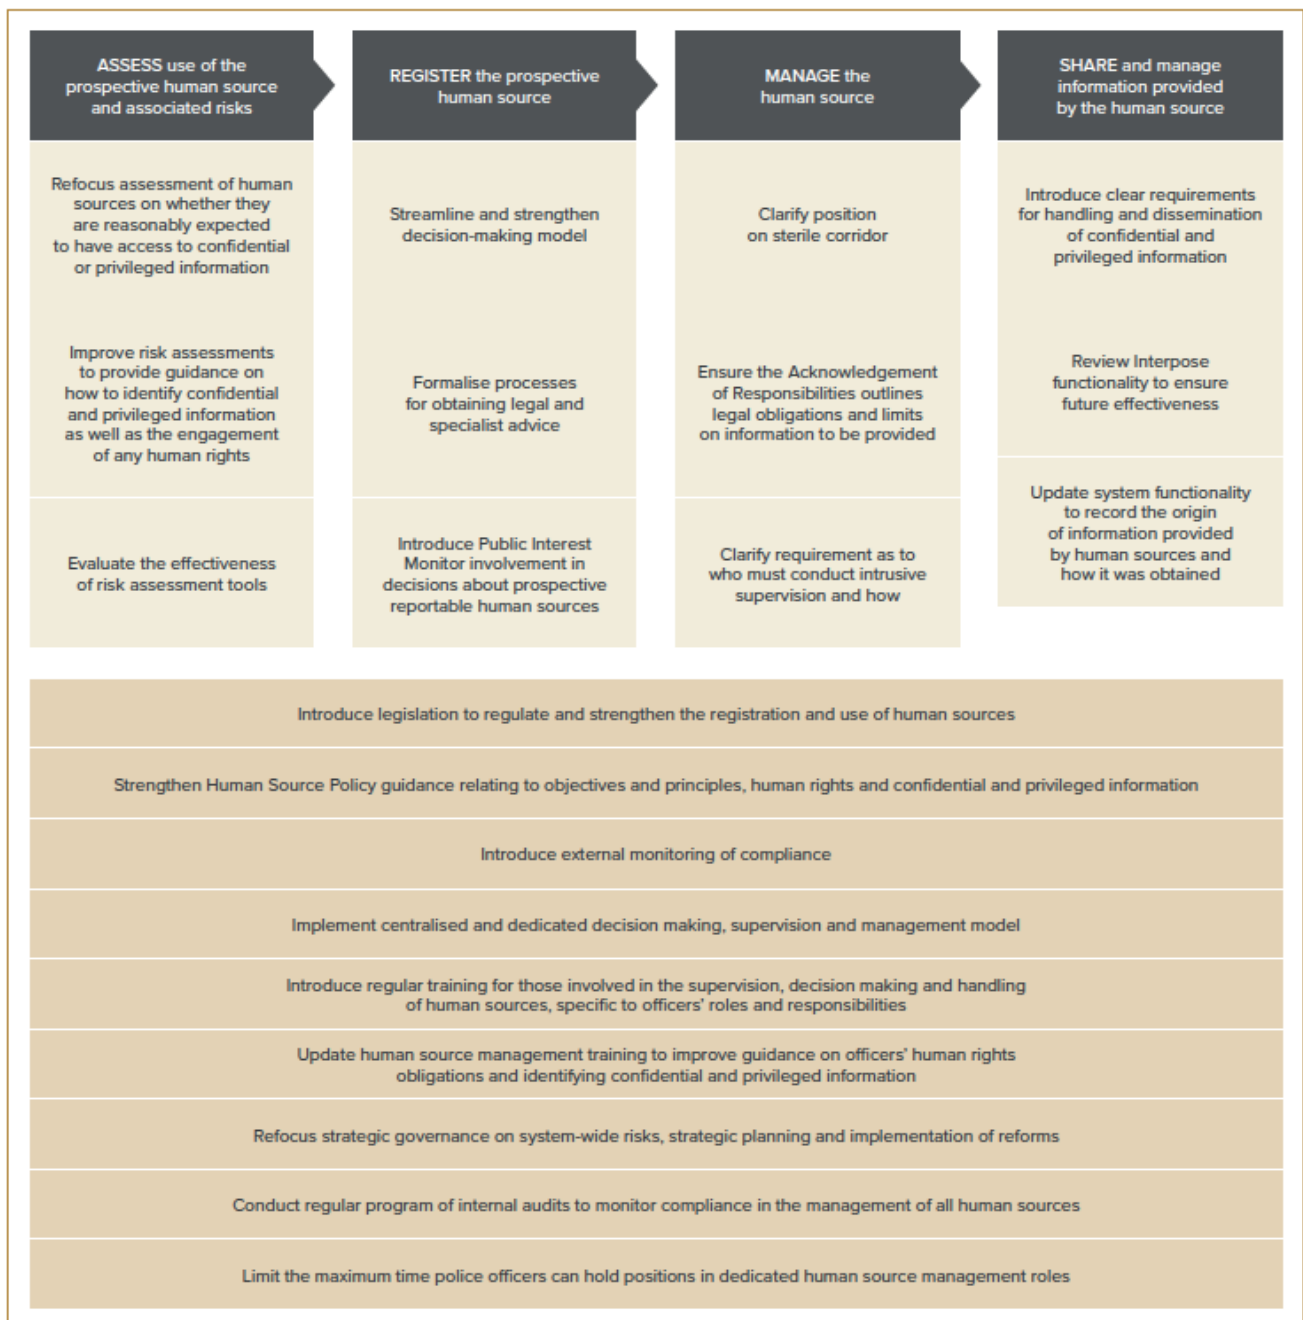 ASSESS use of the
prospective human source
and associated risks
REGISTER the prospective
human source
MANAGE the
human source
SHARE and manage
information provided
by the human source
Refocus assessment of human
sources on whether they
are reasonably expected
to have access to confidential
or privileged information
Improve risk assessments
to provide guidance on
how to identify confidential
and privileged information
as well as the engagement
of any human rights
Evaluate the effectiveness
of risk assessment tools
Streamline and strengthen
decision-making model
Formalise processes
for obtaining legal and
specialist advice
Introduce Public Interest
Monitor involvement in
decisions about prospective
reportable human sources
Clarify position
on sterile corridor
Ensure the Acknowledgement
of Responsibilities outlines
legal obligations and limits
on information to be provided
Clarify requirement as to
who must conduct intrusive
supervision and how
Introduce clear requirements
for handling and dissemination
of confidential and
privileged information
Review Interpose
functionality to ensure
future effectiveness
Update system functionality
to record the origin
of information provided
by human sources and
how it was obtained
Introduce legislation to regulate and strengthen the registration and use of human sources
Strengthen Human Source Policy guidance relating to objectives and principles, human rights and confidential and privileged information
Introduce external monitoring of compliance
Implement centralised and dedicated decision making, supervision and management model
Introduce regular training for those involved in the supervision, decision making and handling
of human sources, specific to officers' roles and responsibilities
Update human source management training to improve guidance on officers' human rights
obligations and identifying confidential and privileged information
Refocus strategic governance on system-wide risks, strategic planning and implementation of reforms
Conduct regular program of internal audits to monitor compliance in the management of all human sources
Limit the maximum time police officers can hold positions in dedicated human source management roles